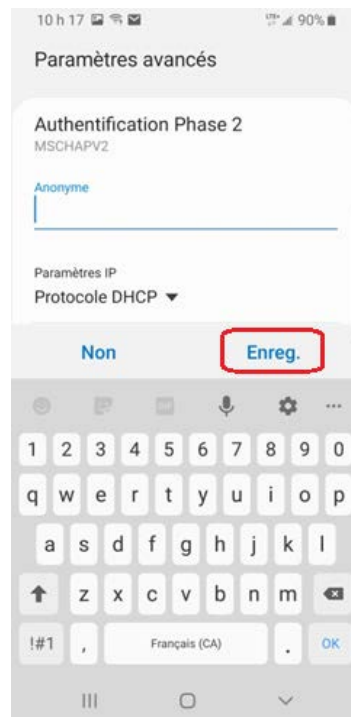 10 h 17 LTE+ 90%
Paramètres avancés
Authentification Phase 2
MSCHAPV2
Anonyme
Paramètres IP
Protocole DHCP
Non Enreg.
1 2 3 4 5 6 7 8 9 0
q w e r t y u i o p
a s d f g h j k l
z x c v b n m
!#1 , Français (CA) . OK